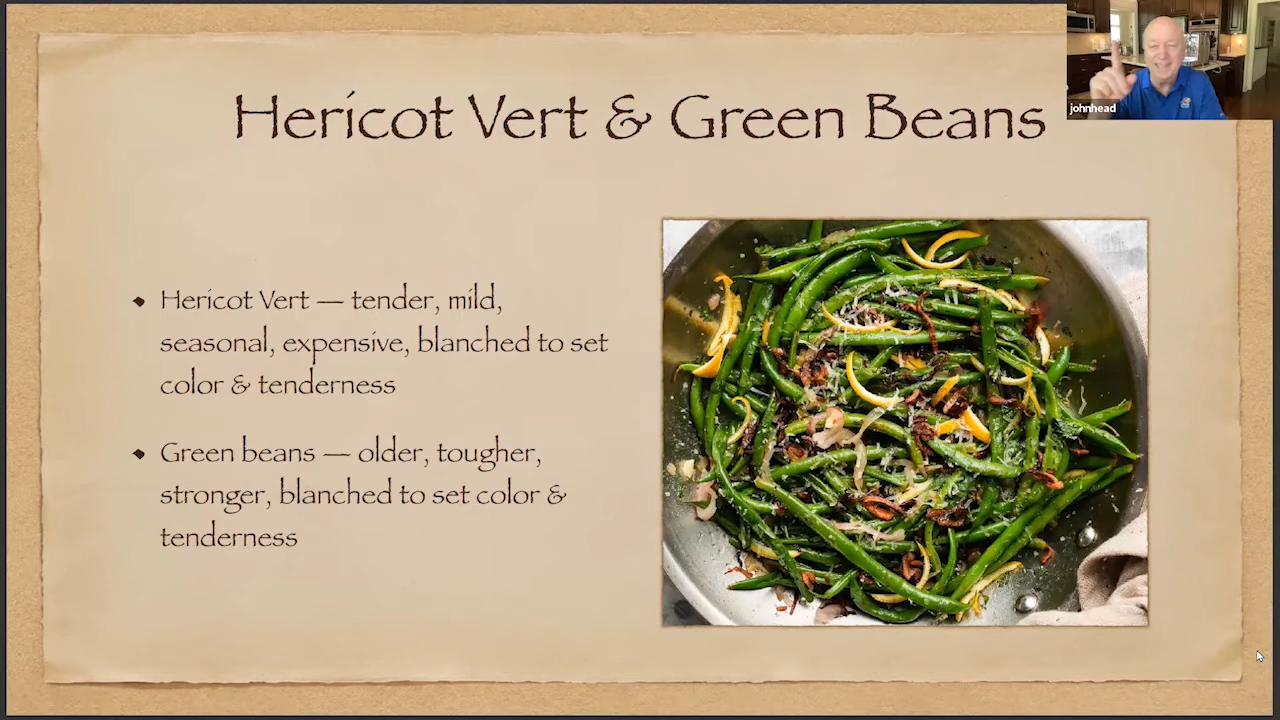 johnhead
Hericot Vert & Green Beans
Hericot Vert — tender, mild,
seasonal, expensive, blanched to set
color & tenderness
Green beans — older, tougher,
stronger, blanched to set color &
tenderness